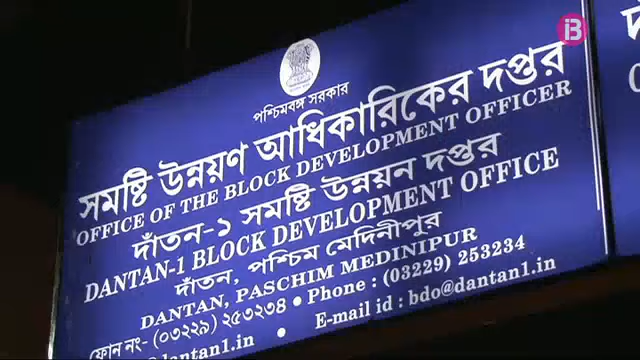 iB
পশ্চিমবঙ্গ সরকার
সমষ্টি উন্নয়ণ আধিকারিকের দপ্তর
OFFICE OF THE BLOCK DEVELOPMENT OFFICER
দাঁতন-১ সমষ্টি উন্নয়ন দপ্তর
DANTAN-1 BLOCK DEVELOPMENT OFFICE
দাঁতন, পশ্চিম মেদিনীপুর
DANTAN, PASCHIM MEDINIPUR
ফোন নং- (০৩২২৯) ২৫৩২৩৪ • Phone : (03229) 253234
@dantan1.in • E-mail id : bdo@dantan1.in